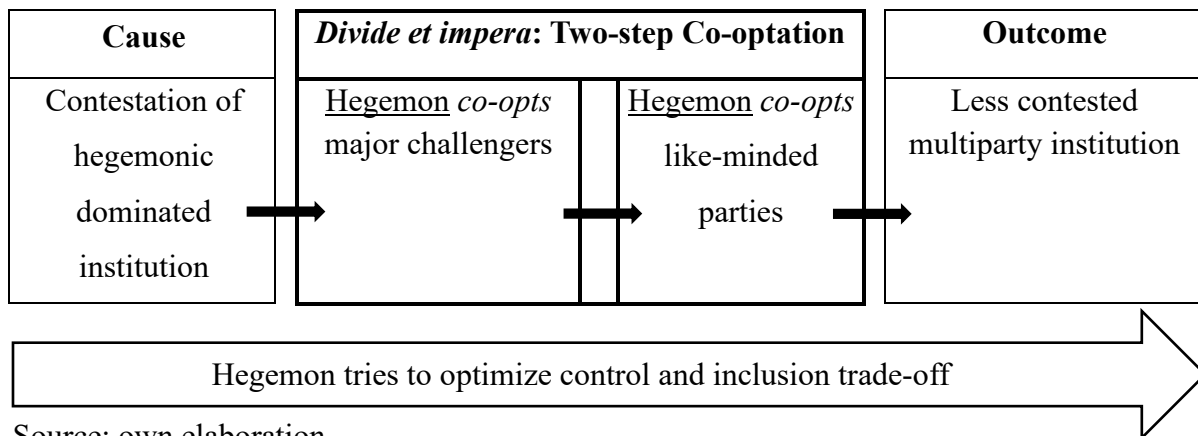 Cause
Divide et impera: Two-step Co-optation
Outcome
Contestation of
hegemonic
dominated
institution
Hegemon co-opts
major challengers
Hegemon co-opts
like-minded
parties
Less contested
multiparty institution
Hegemon tries to optimize control and inclusion trade-off
Source: own elaboration